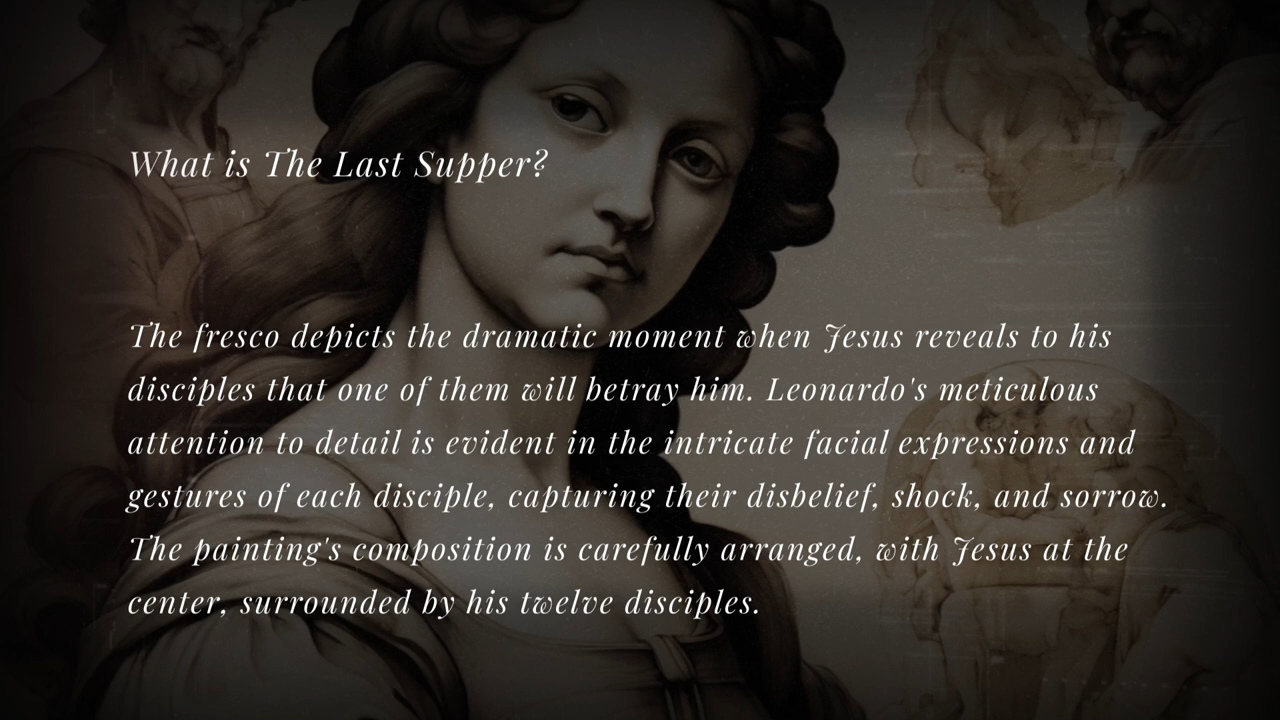 What is The Last Supper?
The fresco depicts the dramatic moment when Jesus reveals to his
disciples that one of them will betray him. Leonardo's meticulous
attention to detail is evident in the intricate facial expressions and
gestures of each disciple, capturing their disbelief, shock, and sorrow.
The painting's composition is carefully arranged, with Jesus at the
center, surrounded by his twelve disciples.